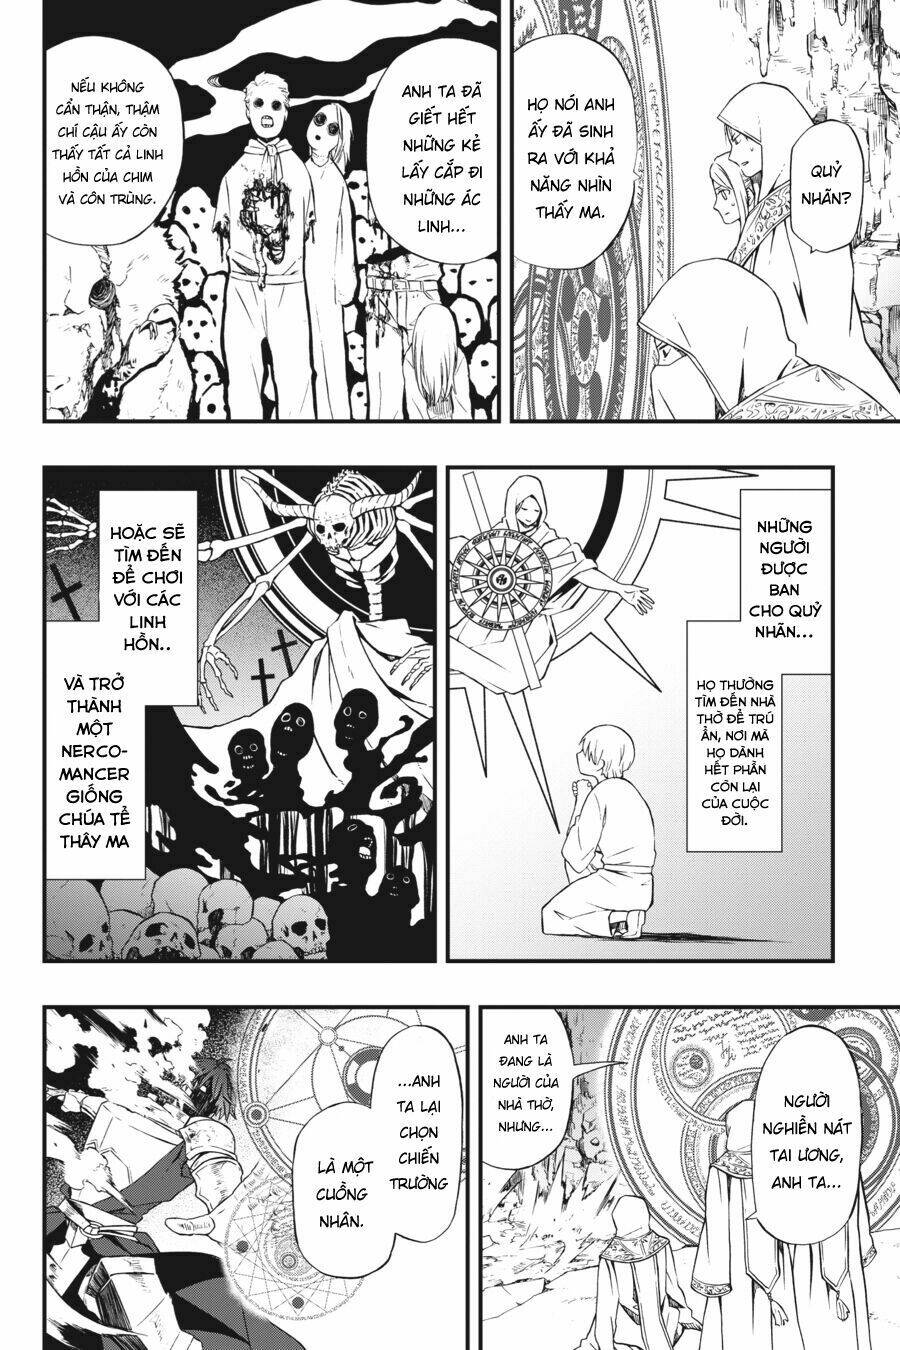 QUỶ
NHÃN?
HỌ NÓI ANH
ẤY ĐÃ SINH
RA VỚI KHẢ
NĂNG NHÌN
THẤY MA.
ANH TA ĐÃ
GIẾT HẾT
NHỮNG KẺ
LẤY CẮP ĐI
NHỮNG ÁC
LINH...
NẾU KHÔNG
CẨN THẬN, THẬM
CHÍ CẬU ẤY CÒN
THẤY TẤT CẢ LINH
HỒN CỦA CHIM
VÀ CÔN TRÙNG.
NHỮNG
NGƯỜI
ĐƯỢC
BAN
CHO QUỶ
NHÃN...
HỌ THƯỜNG
TÌM ĐẾN NHÀ
THỜ ĐỂ TRÚ
ẨN, NƠI MÀ
HỌ DÀNH
HẾT PHẦN
CÒN LẠI
CỦA CUỘC
ĐỜI.
HOẶC SẼ
TÌM ĐẾN
ĐỂ CHƠI
VỚI CÁC
LINH
HỒN..
VÀ TRỞ
THÀNH
MỘT
NERCO-
MANCER
GIỐNG
CHÚA TỂ
THÂY MA
NGƯỜI
NGHIỀN NÁT
TAI ƯƠNG,
ANH TA...
ANH TA
ĐANG LÀ
NGƯỜI CỦA
NHÀ THỜ,
NHƯNG...
...ANH
TA LẠI
CHỌN
CHIẾN
TRƯỜNG
LÀ MỘT
CUỒNG
NHÂN.